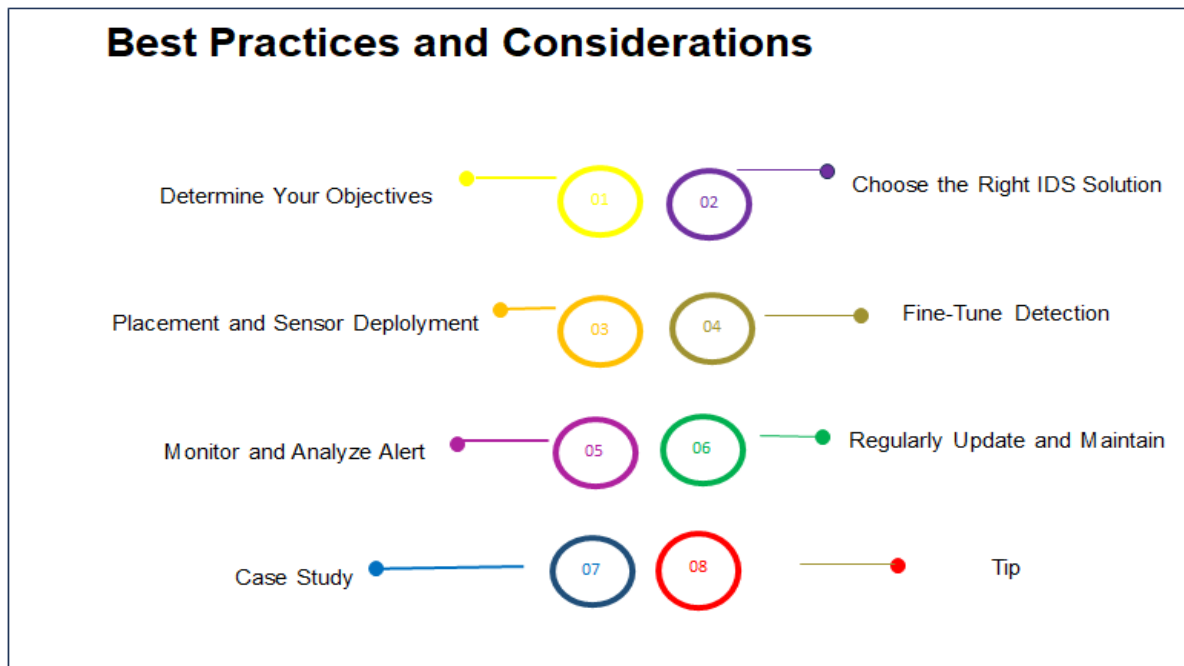 Best Practices and Considerations
Determine Your Objectives
01
02
Choose the Right IDS Solution
Placement and Sensor Deplolyment
03
04
Fine-Tune Detection
Monitor and Analyze Alert
05
06
Regularly Update and Maintain
Case Study
07
08
Tip